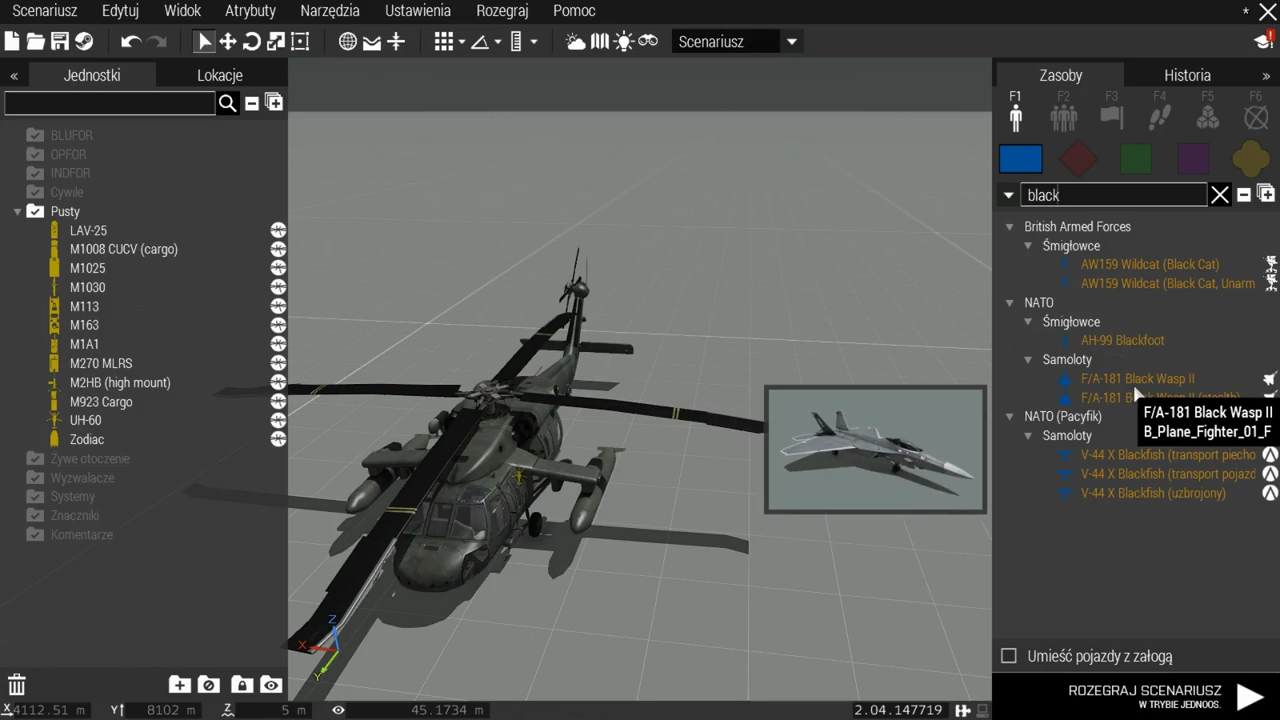 Scenariusz Edytuj Widok Atrybuty Narzędzia Ustawienia Rozegraj Pomoc *
Scenariusz
Jednostki Lokacje
BLUFOR
OPFOR
INDFOR
Cywile
Pusty
LAV-25
M1008 CUCV (cargo)
M1025
M1030
M113
M163
M1A1
M270 MLRS
M2HB (high mount)
M923 Cargo
UH-60
Zodiac
Żywe otoczenie
Wyzwalacze
Systemy
Znaczniki
Komentarze
Z
X
Y
Zasoby Historia
F1 F2 F3 F4 F5 F6
black
British Armed Forces
Śmigłowce
AW159 Wildcat (Black Cat)
AW159 Wildcat (Black Cat, Unarm
NATO
Śmigłowce
AH-99 Blackfoot
Samoloty
F/A-181 Black Wasp II
F/A-181 Black Wasp II (stealth)
F/A-181 Black Wasp II
B_Plane_Fighter_01_F
NATO (Pacyfik)
Samoloty
V-44 X Blackfish (transport piecho
V-44 X Blackfish (transport pojazd
V-44 X Blackfish (uzbrojony)
Umieść pojazdy z załogą
ROZEGRAJ SCENARIUSZ
W TRYBIE JEDNOOS.
X 4112.51 m Y 8102 m Z 5 m 45.1734 m 2.04.147719